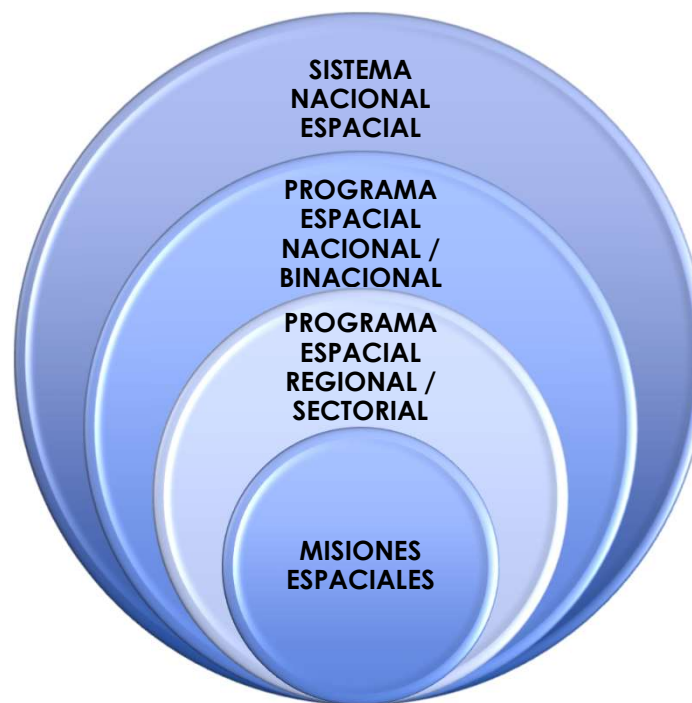 SISTEMA
NACIONAL
ESPACIAL
PROGRAMA
ESPACIAL
NACIONAL /
BINACIONAL
PROGRAMA
ESPACIAL
REGIONAL /
SECTORIAL
MISIONES
ESPACIALES